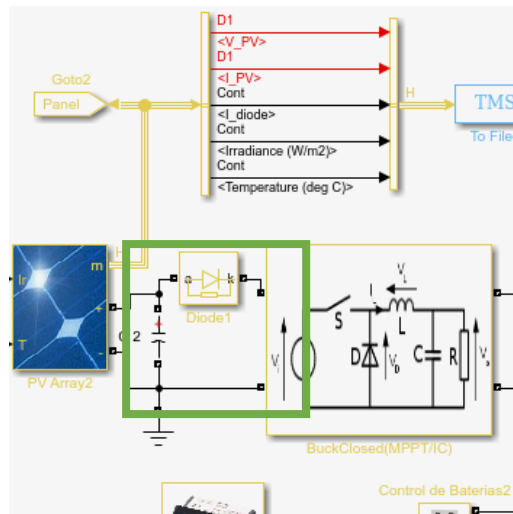 D1
<V_PV>
D1
<I_PV>
Cont
<I_diode>
Cont
<Irradiance (W/m2)>
Cont
<Temperature (deg C)>
Goto2
Panel
H
TMS
To File
H
Ir
m
+
T
-
PV Array2
a
k
Diode1
+
2
S
L
V
D
V
C
R
V
BuckClosed(MPPT/IC)
Control de Baterias2